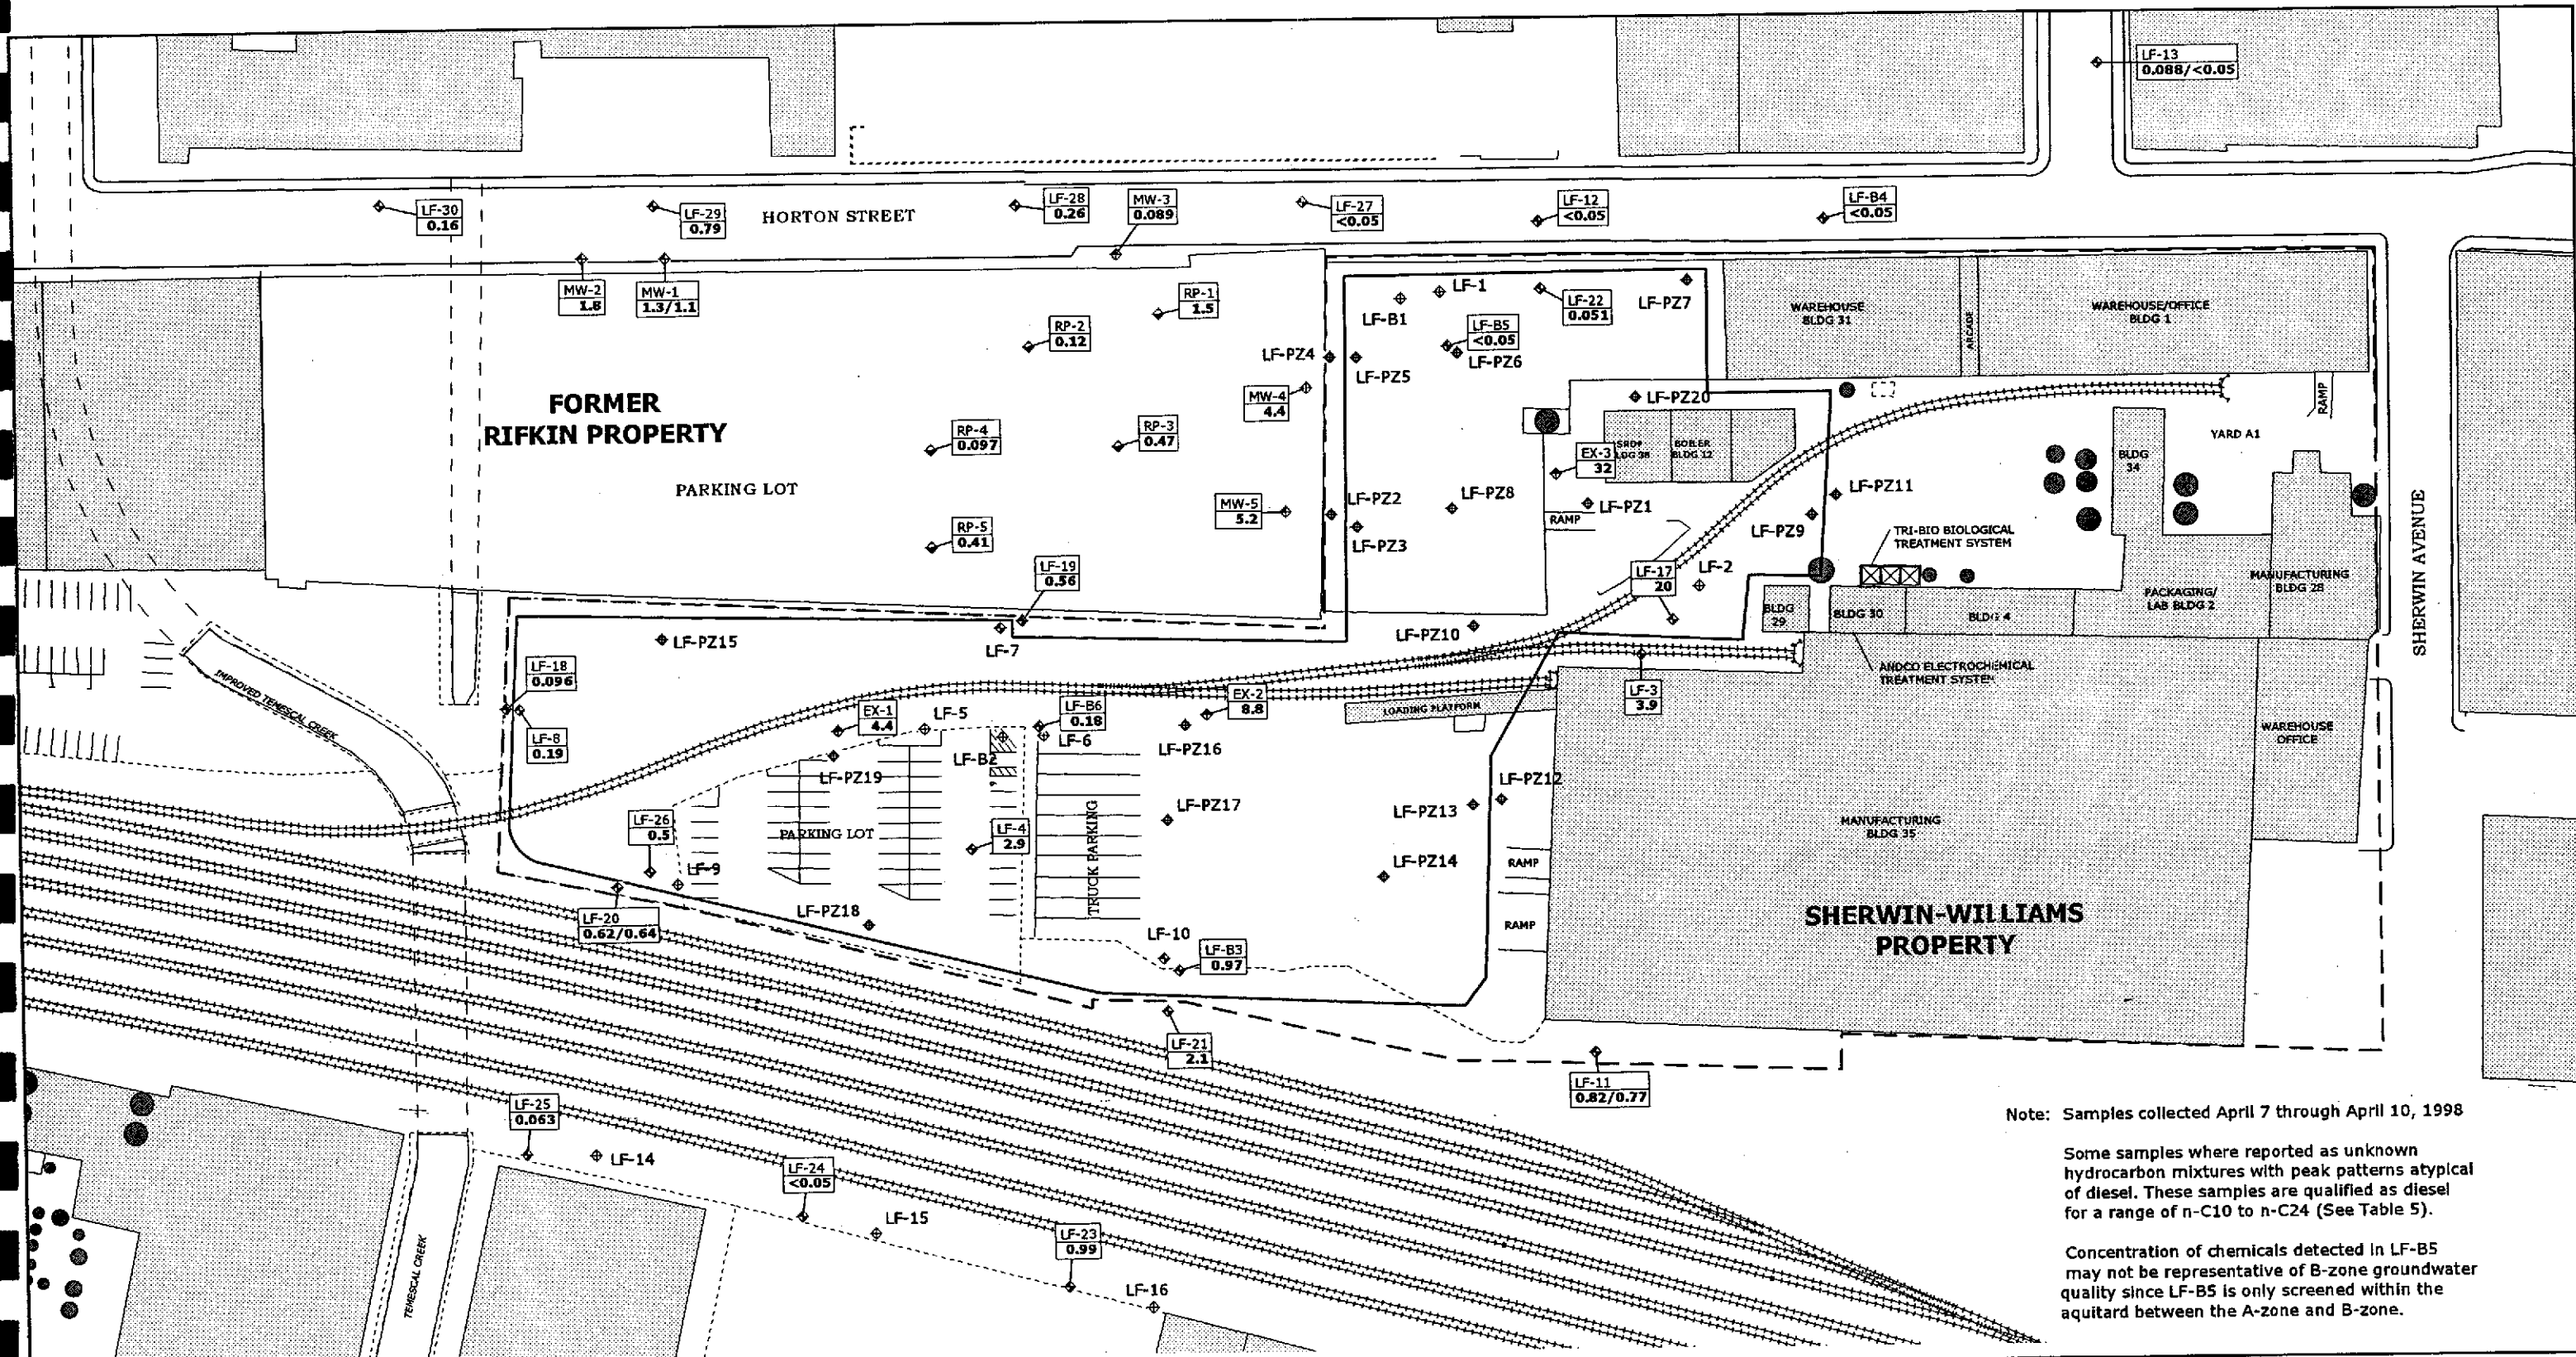 LF-13
0.088/<0.05
LF-30
0.16
LF-29
0.79
HORTON STREET
LF-28
0.26
MW-3
0.089
LF-27
<0.05
LF-12
<0.05
LF-B4
<0.05
MW-2
1.8
MW-1
1.3/1.1
RP-1
1.5
RP-2
0.12
LF-B1
LF-1
LF-22
0.051
LF-PZ7
LF-B5
<0.05
LF-PZ6
LF-PZ4
LF-PZ5
WAREHOUSE
BLDG 31
ARCADE
WAREHOUSE/OFFICE
BLDG 1
FORMER
RIFKIN PROPERTY
PARKING LOT
MW-4
4.4
RP-4
0.097
RP-3
0.47
LF-PZ20
EX-3
32
BOILER
BLDG 12
RAMP
YARD A1
BLDG
34
MW-5
5.2
LF-PZ2
LF-PZ3
LF-PZ8
RAMP
LF-PZ1
LF-PZ11
LF-PZ9
TRI-BIO BIOLOGICAL
TREATMENT SYSTEM
RP-5
0.41
LF-19
0.56
LF-17
20
LF-2
MANUFACTURING
BLDG 28
PACKAGING/
LAB BLDG 2
BLDG
29
BLDG 30
BLDG 4
SHERWIN AVENUE
LF-PZ15
LF-7
LF-PZ10
ANDCO ELECTROCHEMICAL
TREATMENT SYSTEM
LF-18
0.096
IMPROVED TEMESCAL CREEK
LF-8
0.19
EX-1
4.4
LF-5
LF-B6
0.18
LF-6
LF-B2
EX-2
8.8
LF-PZ16
LOADING PLATFORM
LF-3
3.9
WAREHOUSE
OFFICE
LF-PZ19
LF-PZ17
LF-PZ13
LF-PZ12
LF-26
0.5
PARKING LOT
LF-4
2.9
TRUCK PARKING
MANUFACTURING
BLDG 35
LF-9
LF-PZ14
RAMP
LF-20
0.62/0.64
LF-PZ18
RAMP
SHERWIN-WILLIAMS
PROPERTY
LF-10
LF-B3
0.97
LF-21
2.1
LF-11
0.82/0.77
LF-25
0.063
LF-14
LF-24
<0.05
LF-15
LF-23
0.99
LF-16
TEMESCAL CREEK
Note: Samples collected April 7 through April 10, 1998
Some samples where reported as unknown
hydrocarbon mixtures with peak patterns atypical
of diesel. These samples are qualified as diesel
for a range of n-C10 to n-C24 (See Table 5).
Concentration of chemicals detected in LF-B5
may not be representative of B-zone groundwater
quality since LF-B5 is only screened within the
aquitard between the A-zone and B-zone.